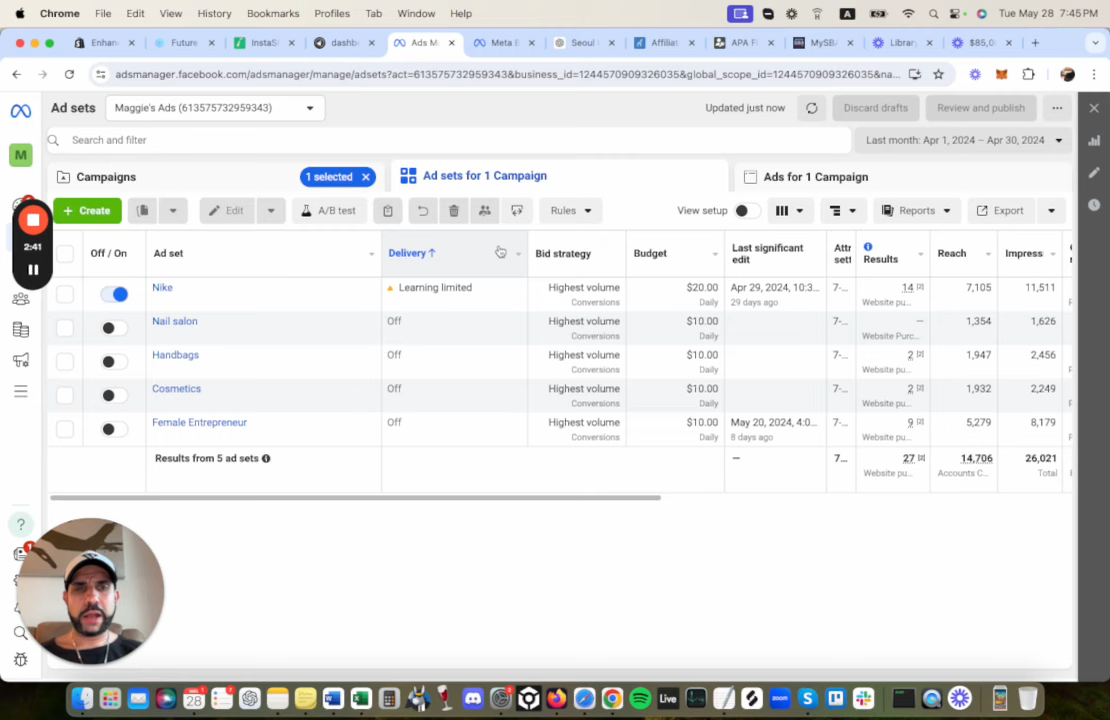 Chrome File Edit View History Bookmarks Profiles Tab Window Help A Tue May 28 7:45 PM
Enhanc Future InstaS dashb Ads M Meta E Seoul Affiliat APA F MySB Library $85,0
adsmanager.facebook.com/adsmanager/manage/adsets?act=613575732959343&business_id=1244570909326035&global_scope_id=1244570909326035&na...
Ad sets Maggie's Ads (613575732959343) Updated just now Discard drafts Review and publish ...
Search and filter Last month: Apr 1, 2024 – Apr 30, 2024
M
Campaigns 1 selected Ad sets for 1 Campaign Ads for 1 Campaign
+ Create Edit A/B test Rules View setup Reports Export
2:41
Off / On Ad set Delivery ↑ Bid strategy Budget Last significant edit Attr sett Results Reach Impress
Nike Learning limited Highest volume $20.00 Apr 29, 2024, 10:3... 7-... 14 [2] 7,105 11,511
Conversions Daily 29 days ago Website pu...
Nail salon Off Highest volume $10.00 7-... — 1,354 1,626
Conversions Daily Website Purc...
Handbags Off Highest volume $10.00 7-... 2 [2] 1,947 2,456
Conversions Daily Website pu...
Cosmetics Off Highest volume $10.00 7-... 2 [2] 1,932 2,249
Conversions Daily Website pu...
Female Entrepreneur Off Highest volume $10.00 May 20, 2024, 4:0... 7-... 9 [2] 5,279 8,179
Conversions Daily 8 days ago Website pu...
Results from 5 ad sets — 7... 27 [2] 14,706 26,021
Website pu... Accounts C... Total
?
28 Live zoom